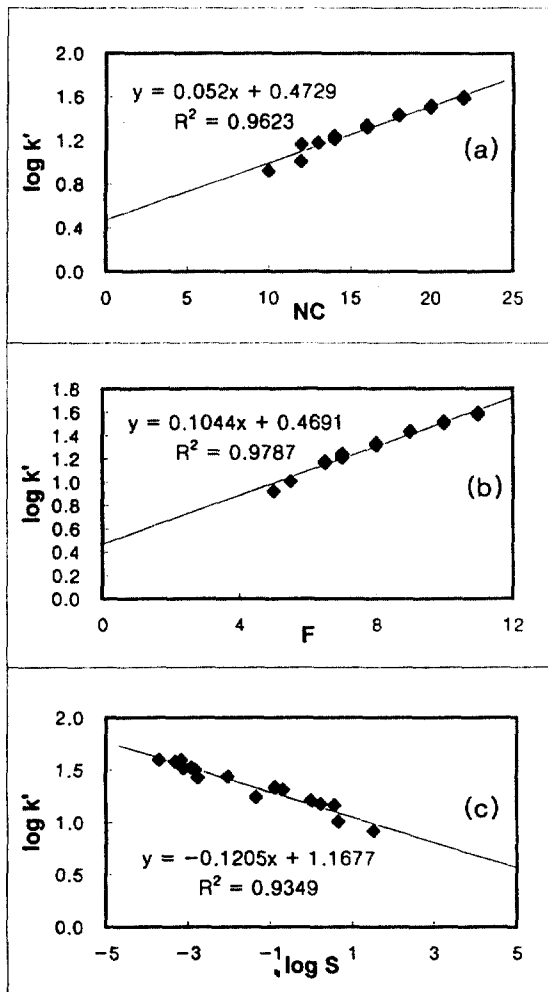 2.0
y = 0.052x + 0.4729
1.6
R² = 0.9623
1.2
(a)
log k'
0.8
0.4
0.0
0 5 10 15 20 25
NC
1.8
1.6
y = 0.1044x + 0.4691
1.4
R² = 0.9787
1.2
1.0
(b)
log k'
0.8
0.6
0.4
0.2
0.0
0 4 8 12
F
2.0
1.5
(c)
log k'
1.0
y = −0.1205x + 1.1677
0.5
R² = 0.9349
0.0
−5 −3 −1 1 3 5
log S